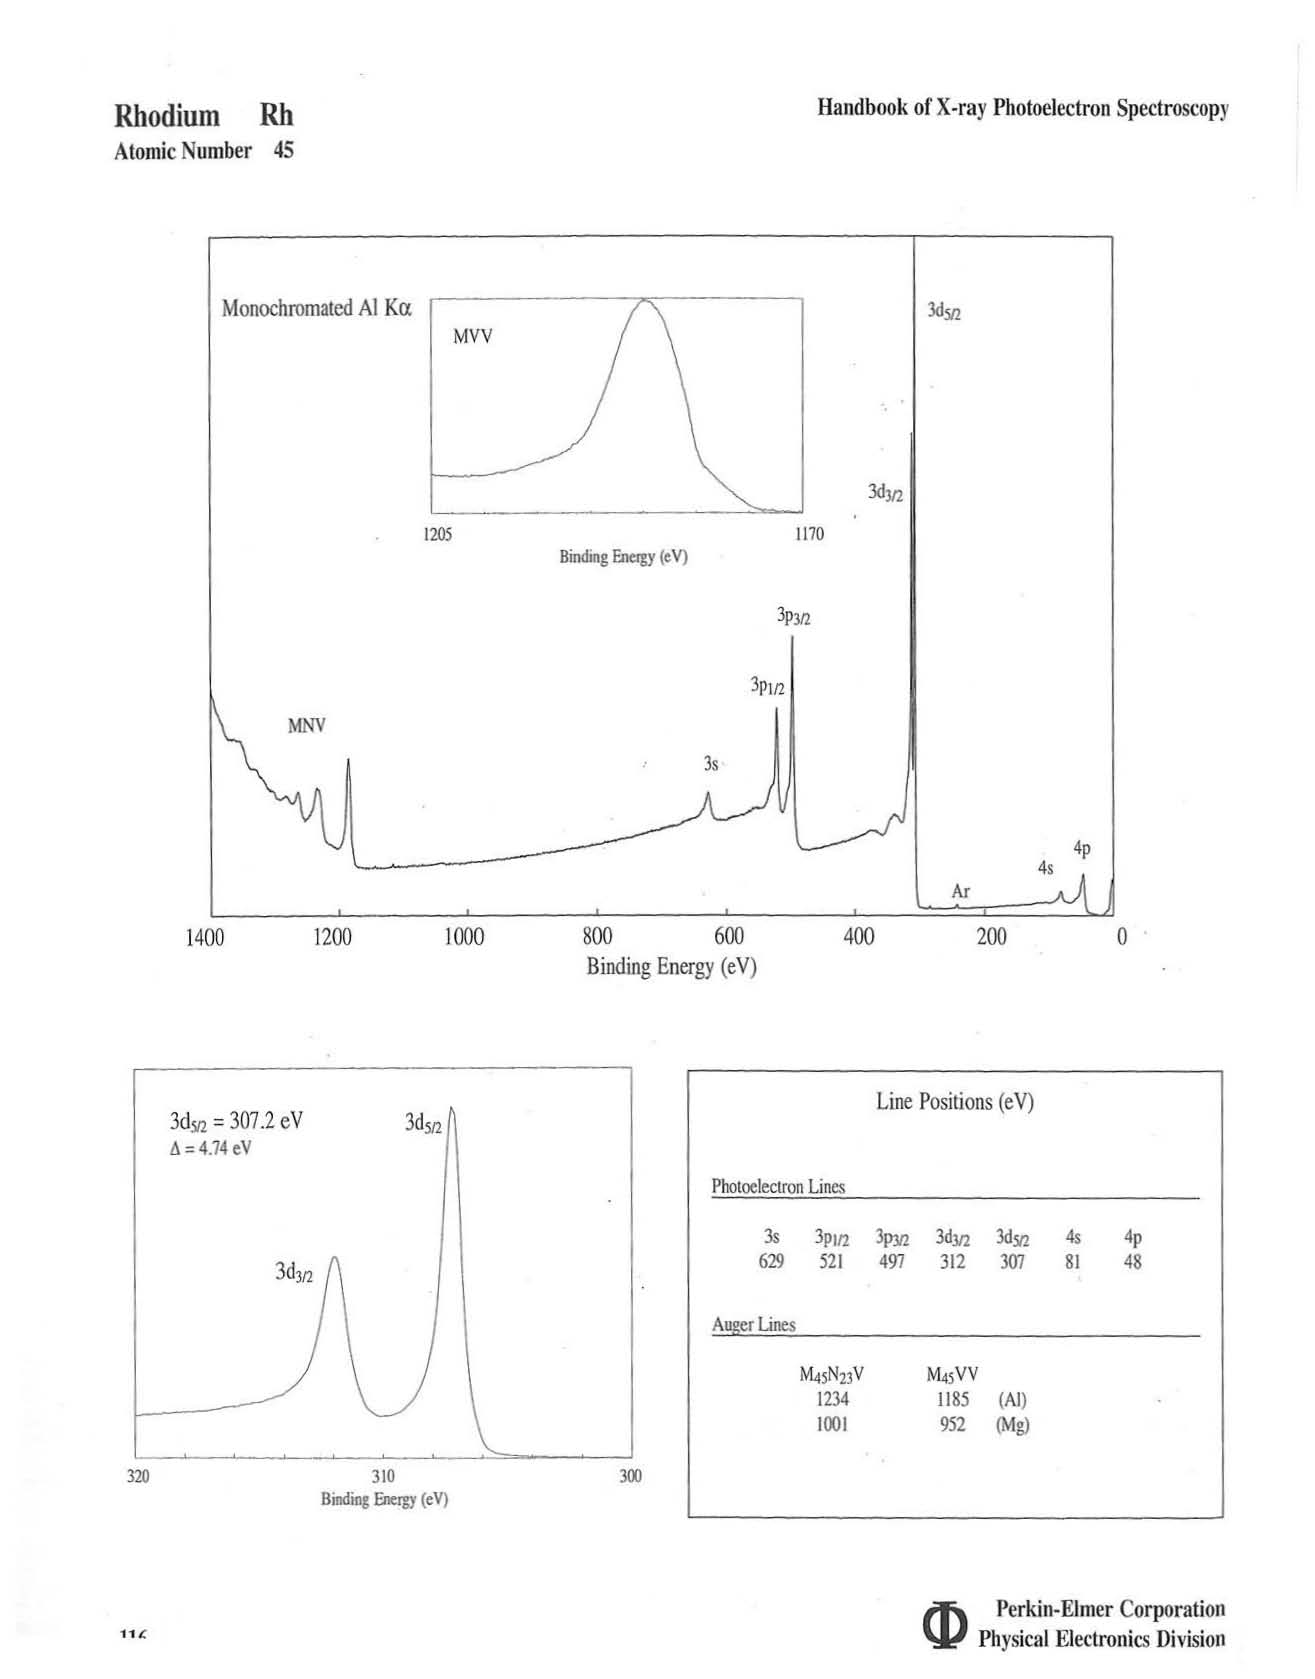 Rhodium Rh
Handbook of X-ray Photoelectron Spectroscopy
Atomic Number 45
Monochromated Al Kα
MVV
3d5/2
3d3/2
1205
1170
Binding Energy (eV)
3p3/2
3p1/2
MNV
3s
4p
4s
Ar
1400 1200 1000 800 600 400 200 0
Binding Energy (eV)
3d5/2 = 307.2 eV
Δ = 4.74 eV
3d5/2
3d3/2
320 310 300
Binding Energy (eV)
Line Positions (eV)
Photoelectron Lines
3s 3p1/2 3p3/2 3d3/2 3d5/2 4s 4p
629 521 497 312 307 81 48
Auger Lines
M45N23V M45VV
1234 1185 (Al)
1001 952 (Mg)
Perkin-Elmer Corporation
Physical Electronics Division